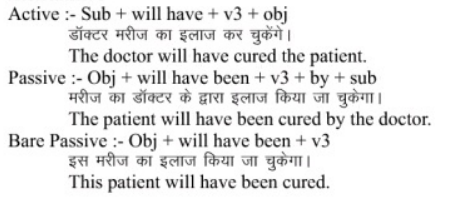 Active :- Sub + will have + v3 + obj
डॉक्टर मरीज का इलाज कर चुकेंगे।
The doctor will have cured the patient.
Passive :- Obj + will have been + v3 + by + sub
मरीज का डॉक्टर के द्वारा इलाज किया जा चुकेगा।
The patient will have been cured by the doctor.
Bare Passive :- Obj + will have been + v3
इस मरीज का इलाज किया जा चुकेगा।
This patient will have been cured.